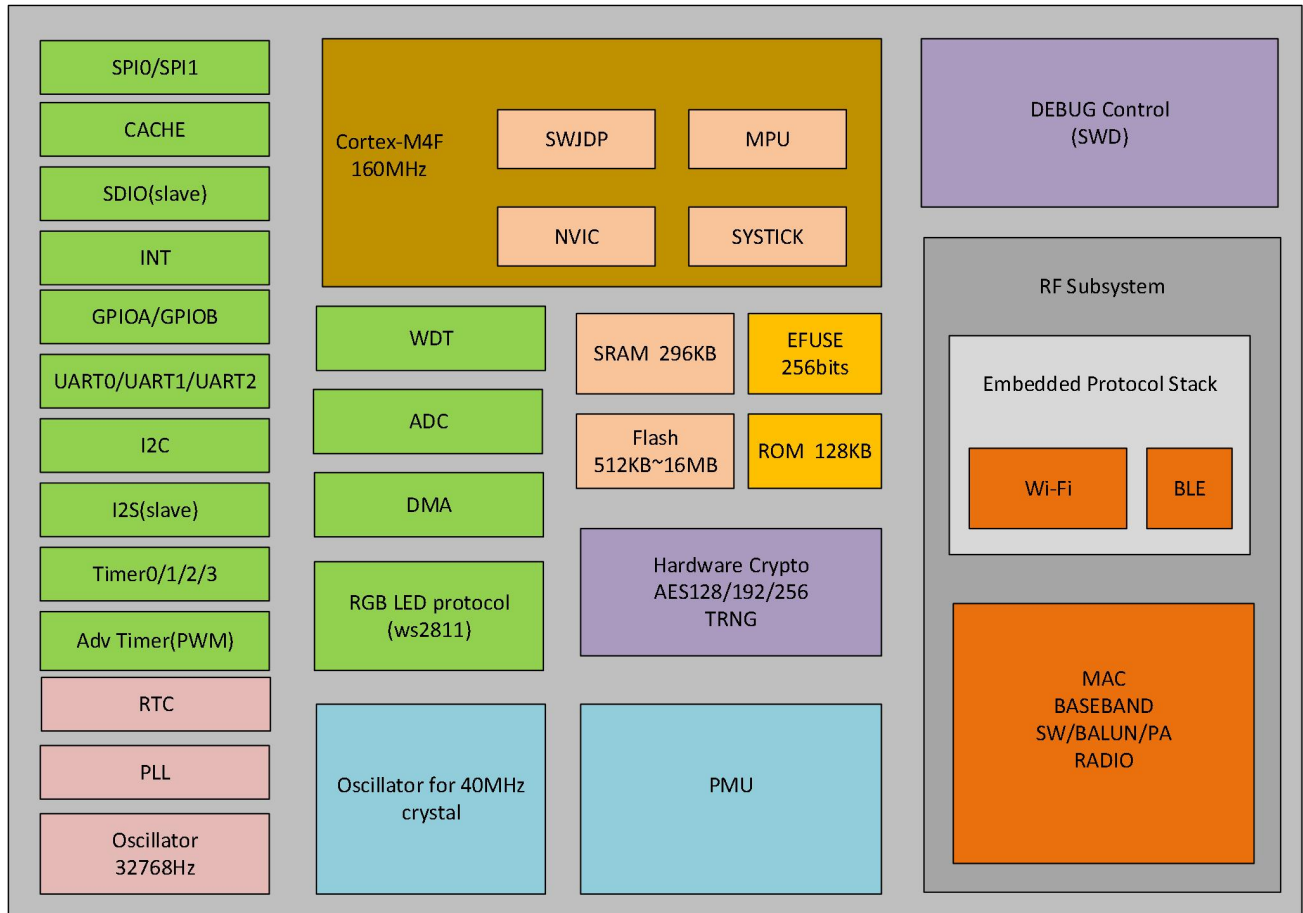 SPI0/SPI1
CACHE
SDIO(slave)
INT
GPIOA/GPIOB
UART0/UART1/UART2
I2C
I2S(slave)
Timer0/1/2/3
Adv Timer(PWM)
RTC
PLL
Oscillator
32768Hz
Cortex-M4F
160MHz
SWJDP
MPU
NVIC
SYSTICK
WDT
ADC
DMA
RGB LED protocol
(ws2811)
Oscillator for 40MHz
crystal
SRAM 296KB
EFUSE
256bits
Flash
512KB~16MB
ROM 128KB
Hardware Crypto
AES128/192/256
TRNG
PMU
DEBUG Control
(SWD)
RF Subsystem
Embedded Protocol Stack
Wi-Fi
BLE
MAC
BASEBAND
SW/BALUN/PA
RADIO